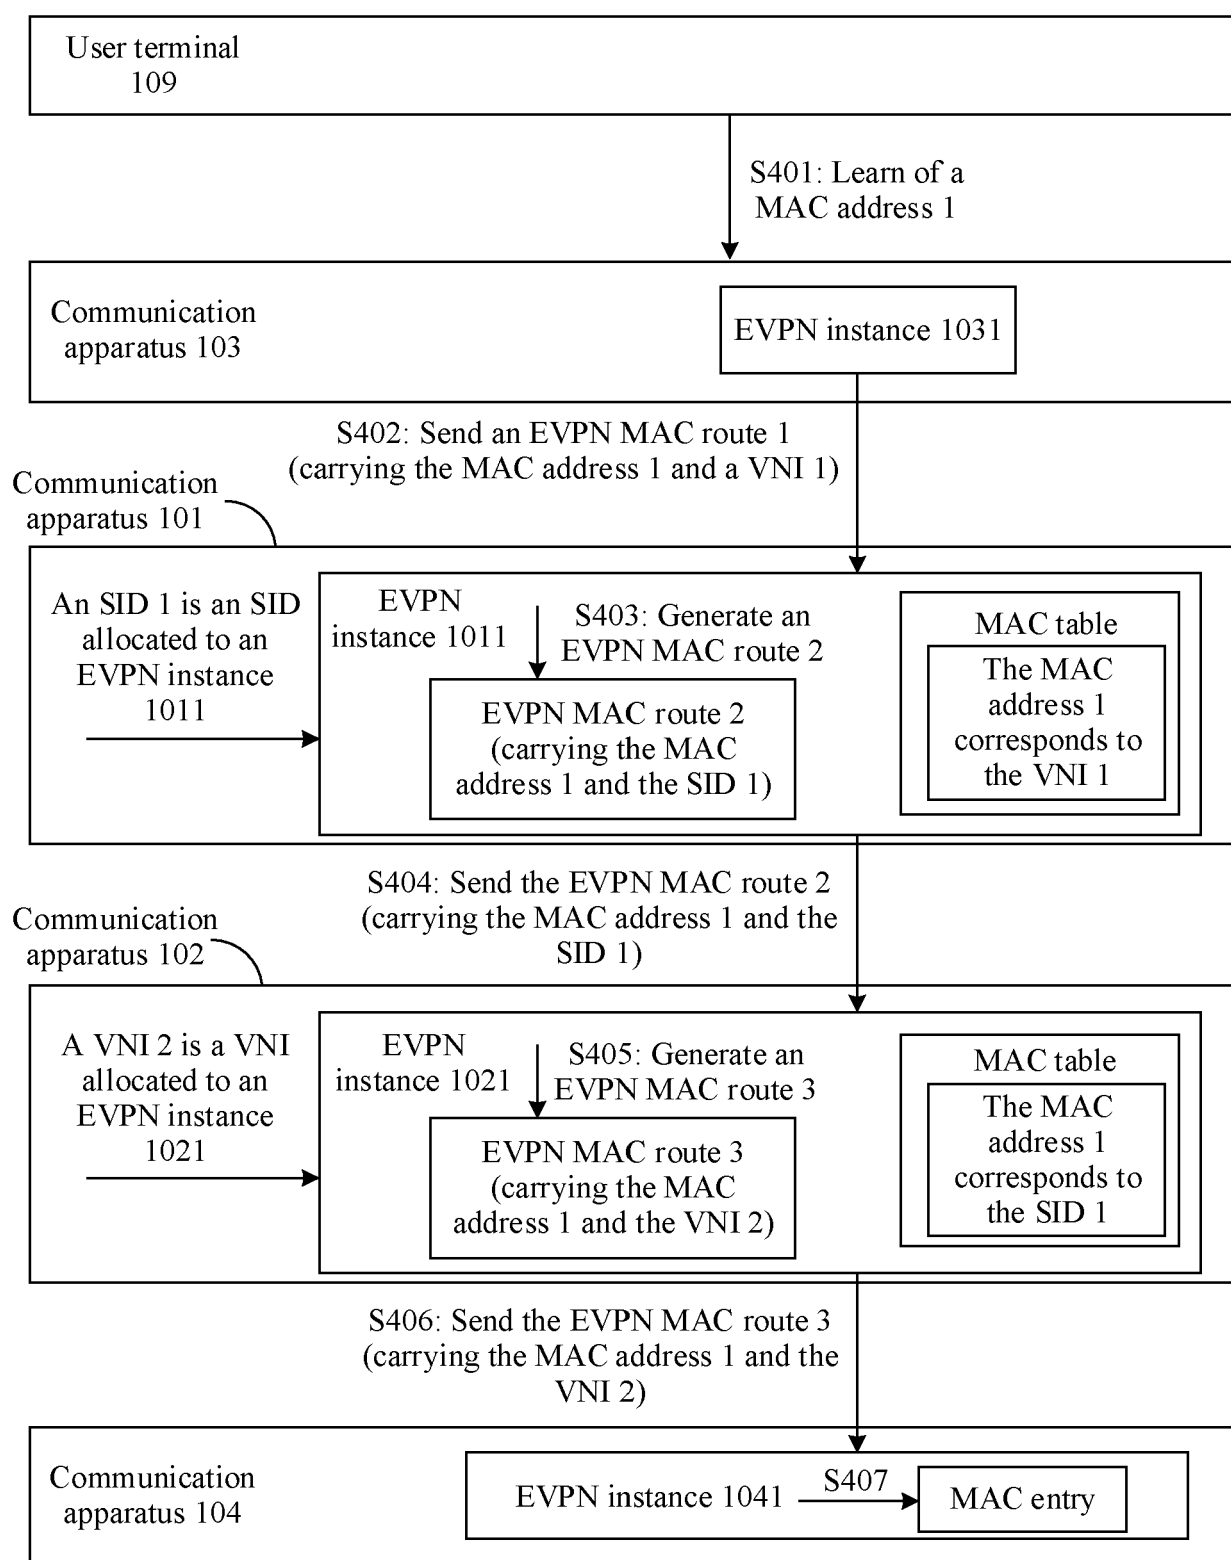 User terminal
109
S401: Learn of a
MAC address 1
Communication
apparatus 103
EVPN instance 1031
S402: Send an EVPN MAC route 1
(carrying the MAC address 1 and a VNI 1)
Communication
apparatus 101
An SID 1 is an SID
allocated to an
EVPN instance
1011
EVPN
instance 1011
S403: Generate an
EVPN MAC route 2
EVPN MAC route 2
(carrying the MAC
address 1 and the SID 1)
MAC table
The MAC
address 1
corresponds to
the VNI 1
S404: Send the EVPN MAC route 2
(carrying the MAC address 1 and the
SID 1)
Communication
apparatus 102
A VNI 2 is a VNI
allocated to an
EVPN instance
1021
EVPN
instance 1021
S405: Generate an
EVPN MAC route 3
EVPN MAC route 3
(carrying the MAC
address 1 and the VNI 2)
MAC table
The MAC
address 1
corresponds to
the SID 1
S406: Send the EVPN MAC route 3
(carrying the MAC address 1 and the
VNI 2)
Communication
apparatus 104
EVPN instance 1041
S407
MAC entry